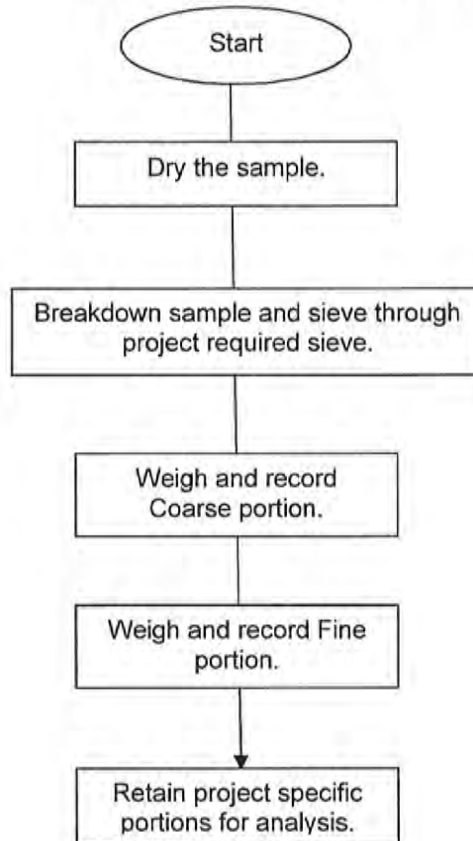 Start
Dry the sample.
Breakdown sample and sieve through
project required sieve.
Weigh and record
Coarse portion.
Weigh and record Fine
portion.
Retain project specific
portions for analysis.